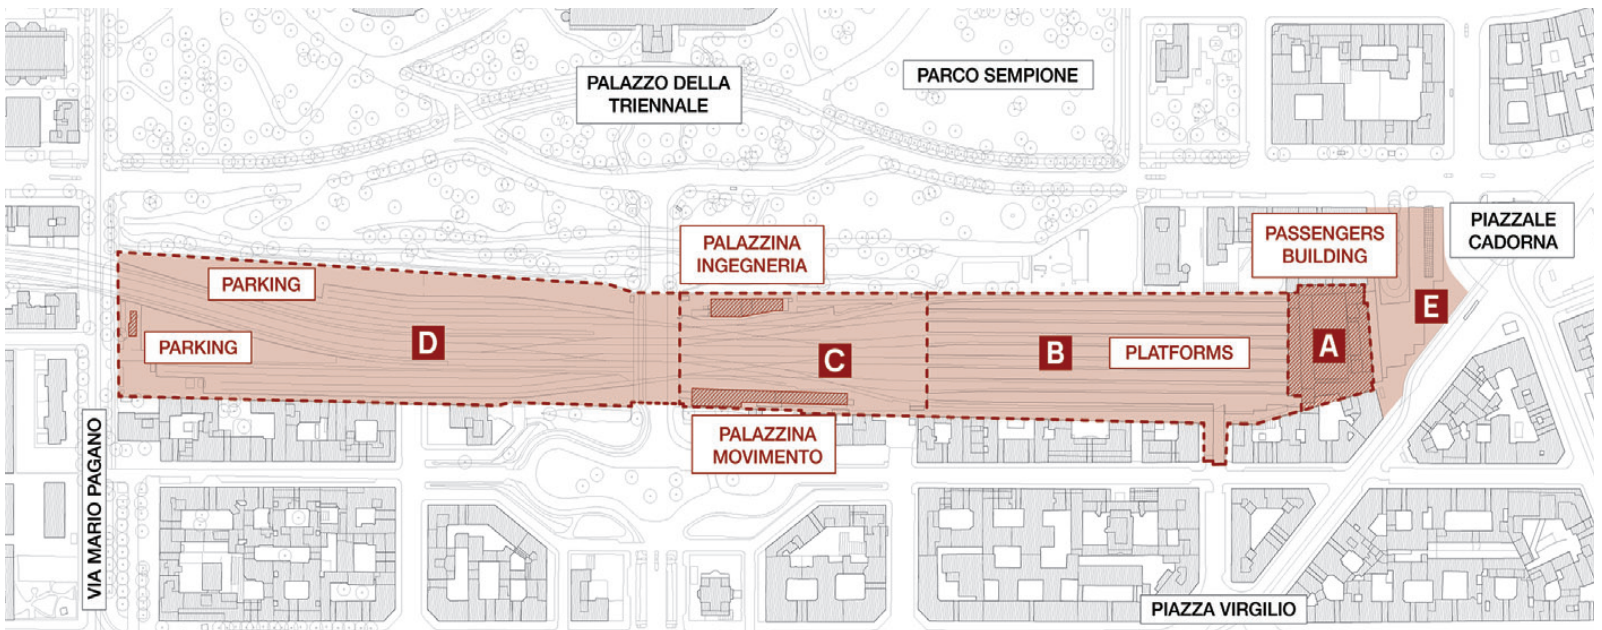 PALAZZO DELLA
TRIENNALE
PARCO SEMPIONE
PIAZZALE
CADORNA
PASSENGERS
BUILDING
PALAZZINA
INGEGNERIA
PARKING
PARKING
D
C
B
PLATFORMS
A
E
PALAZZINA
MOVIMENTO
VIA MARIO PAGANO
PIAZZA VIRGILIO